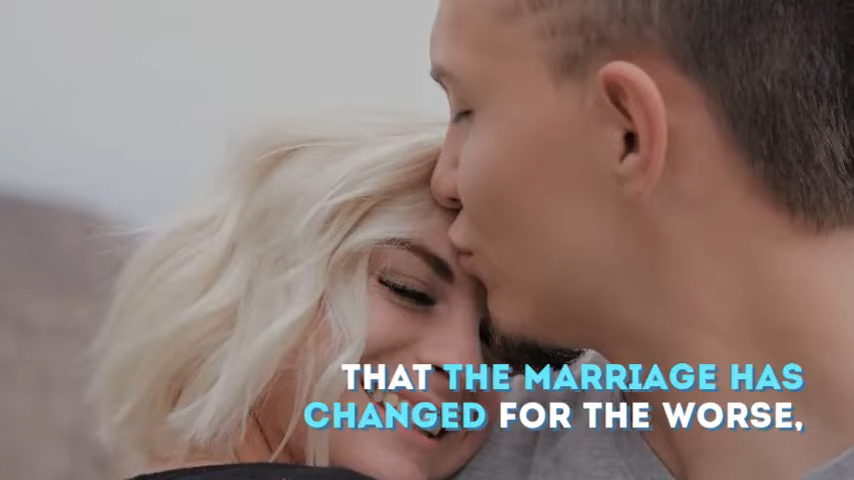 THAT THE MARRIAGE HAS
CHANGED FOR THE WORSE,